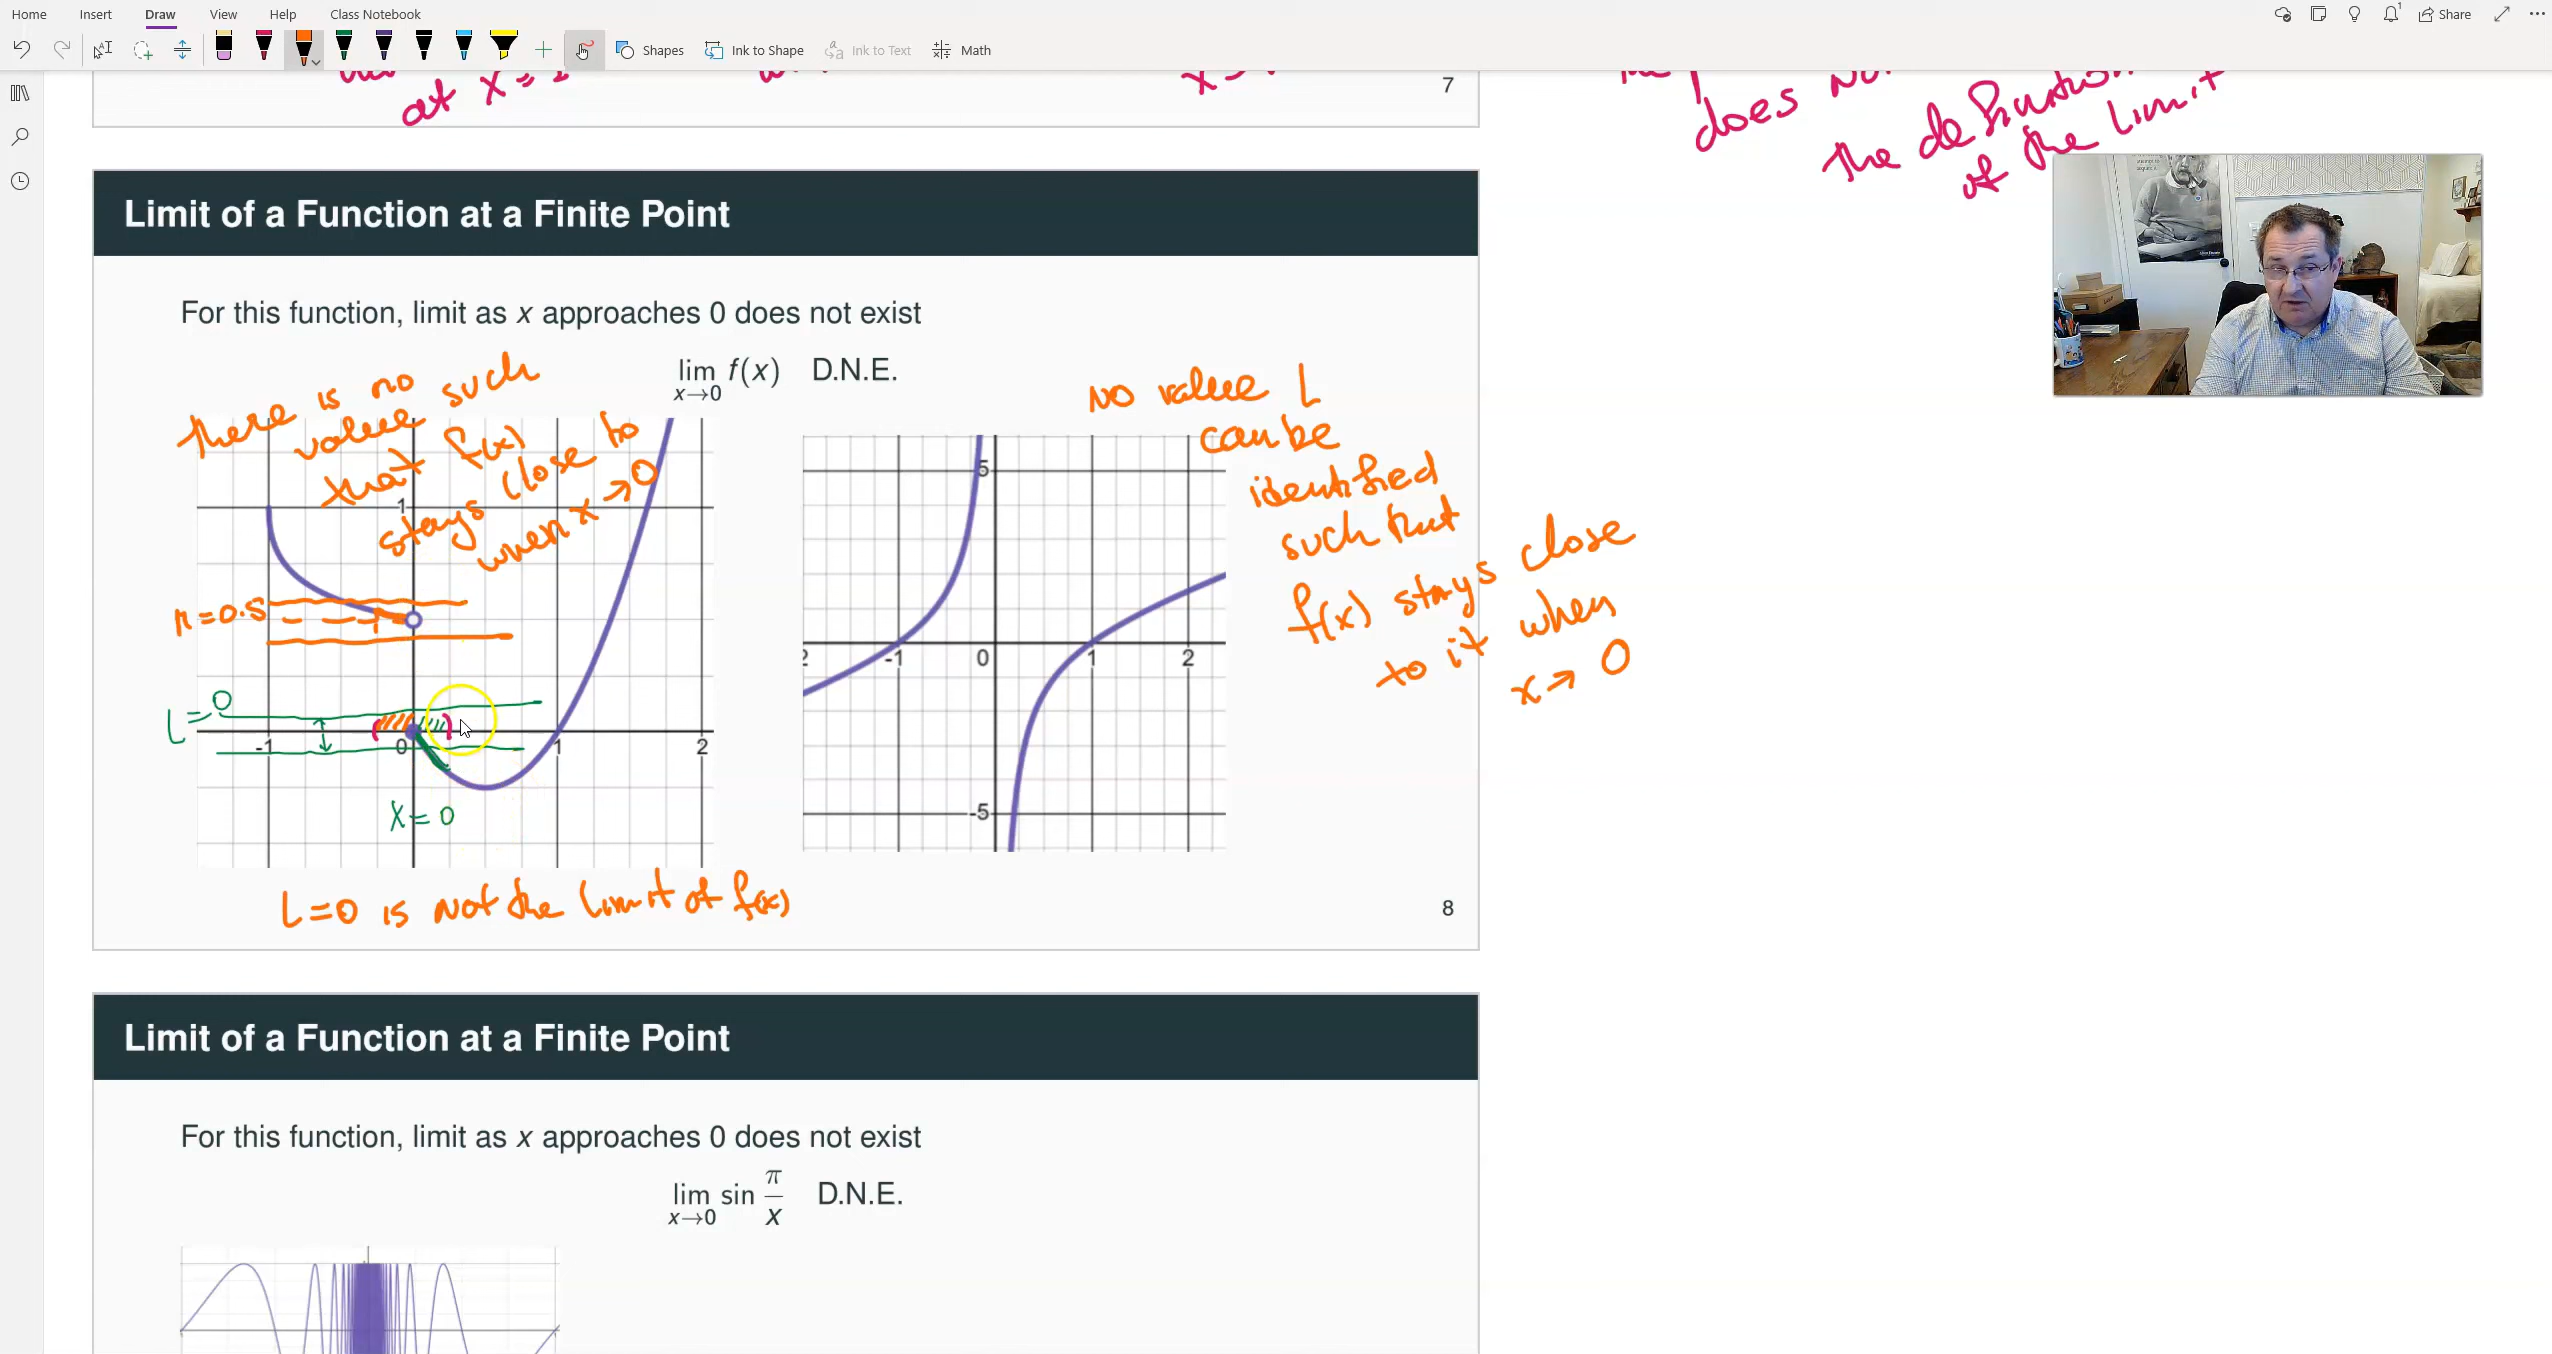 Home Insert Draw View Help Class Notebook
1 Share
Shapes Ink to Shape Ink to Text Math
at x =
7
does
the definition
of the limit
Limit of a Function at a Finite Point
For this function, limit as x approaches 0 does not exist
lim f(x) D.N.E.
x→0
there is no
value such
that f(x)
stays close to
when x → 0
1
-1 0 1 2
M=0.5
L=0
x=0
L=0 is not the limit of f(x)
5
2 -1 0 1 2
-5
no value L
can be
identified
such that
f(x) stays close
to it when
x → 0
8
Limit of a Function at a Finite Point
For this function, limit as x approaches 0 does not exist
lim sin π/x D.N.E.
x→0